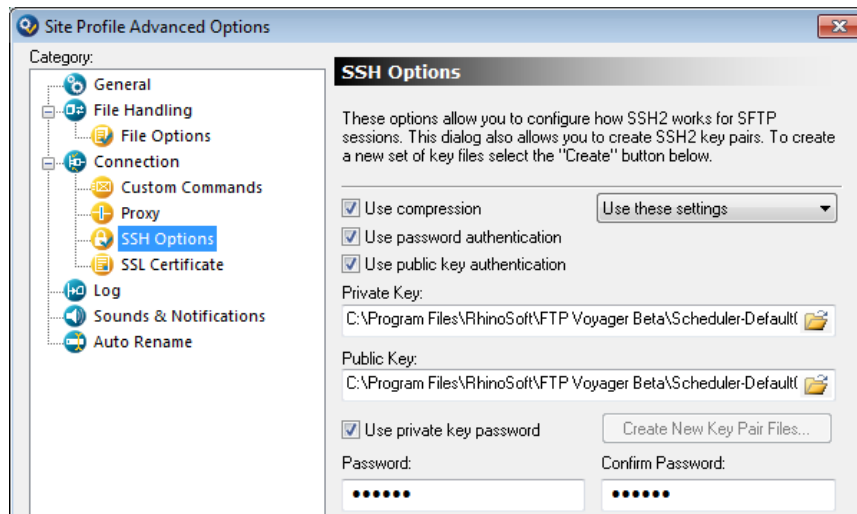 Site Profile Advanced Options
Category:
General
File Handling
File Options
Connection
Custom Commands
Proxy
SSH Options
SSL Certificate
Log
Sounds & Notifications
Auto Rename
SSH Options
These options allow you to configure how SSH2 works for SFTP
sessions. This dialog also allows you to create SSH2 key pairs. To create
a new set of key files select the "Create" button below.
Use compression
Use these settings
Use password authentication
Use public key authentication
Private Key:
C:\Program Files\RhinoSoft\FTP Voyager Beta\Scheduler-Default(
Public Key:
C:\Program Files\RhinoSoft\FTP Voyager Beta\Scheduler-Default(
Use private key password
Create New Key Pair Files...
Password:
Confirm Password:
●●●●●●
●●●●●●